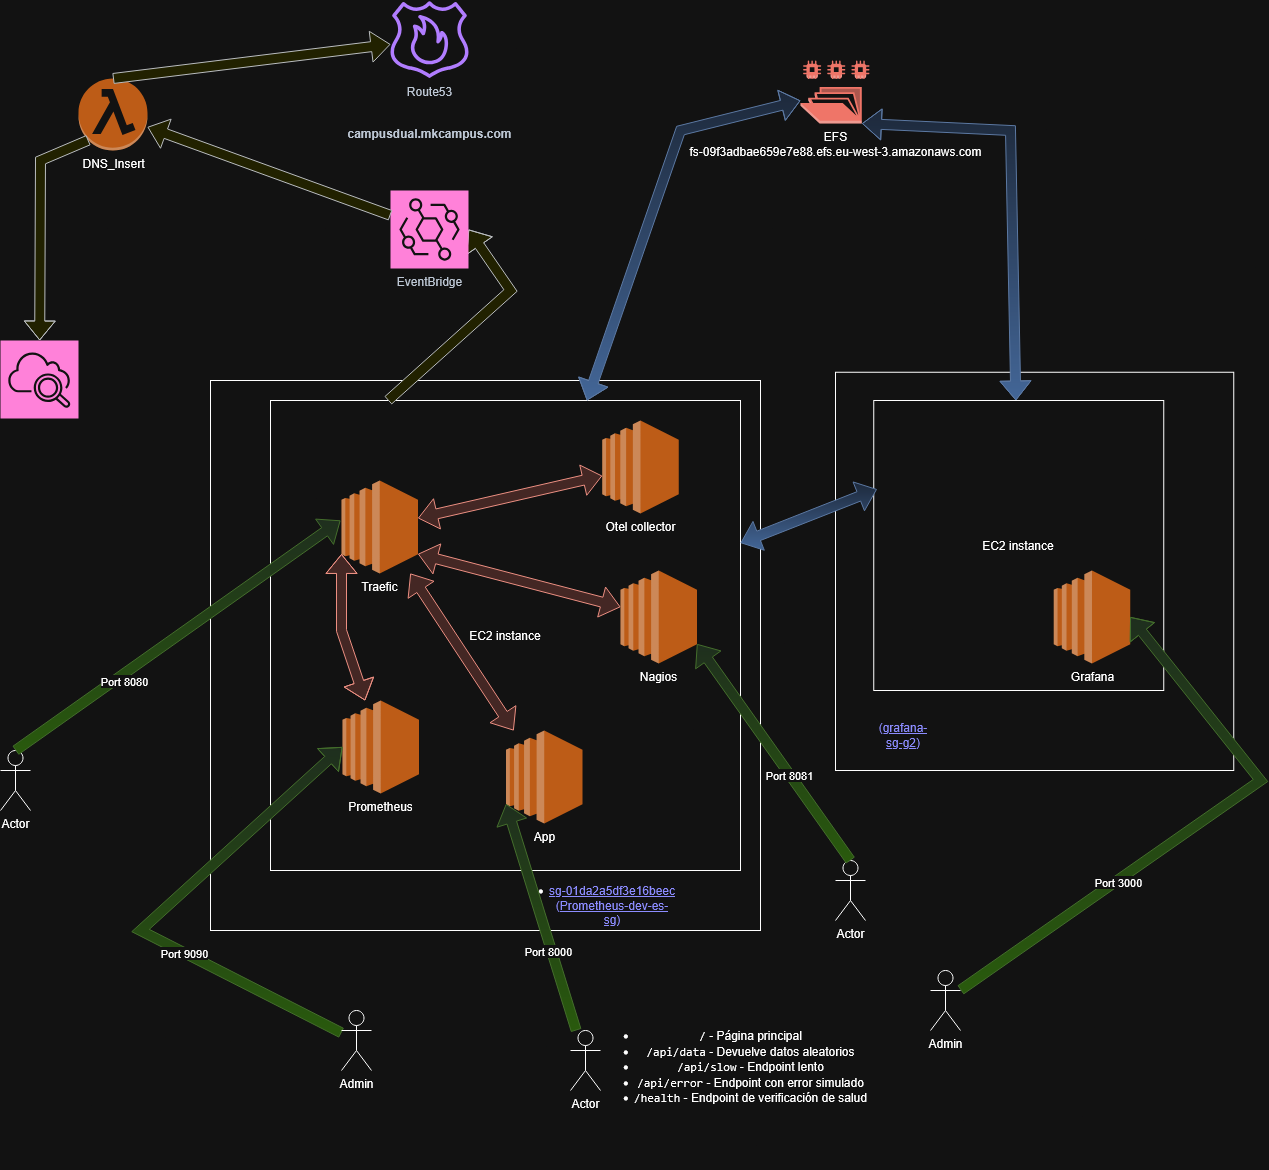 Route53
campusdual.mkcampus.com
DNS_Insert
EventBridge
EFS
fs-09f3adbae659e7e88.efs.eu-west-3.amazonaws.com
Otel collector
Traefic
EC2 instance
Nagios
Prometheus
App
EC2 instance
Grafana
(grafana-
sg-g2)
sg-01da2a5df3e16beec
(Prometheus-dev-es-
sg)
Port 8080
Actor
Port 9090
Admin
Port 8000
Actor
Port 8081
Actor
Port 3000
Admin
/ - Página principal
/api/data - Devuelve datos aleatorios
/api/slow - Endpoint lento
/api/error - Endpoint con error simulado
/health - Endpoint de verificación de salud